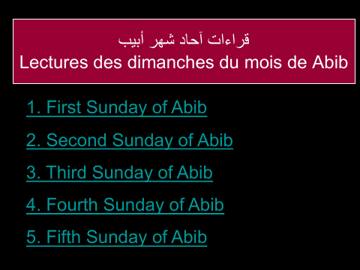 قراءات آحاد شهر أبيب
Lectures des dimanches du mois de Abib
1. First Sunday of Abib
2. Second Sunday of Abib
3. Third Sunday of Abib
4. Fourth Sunday of Abib
5. Fifth Sunday of Abib